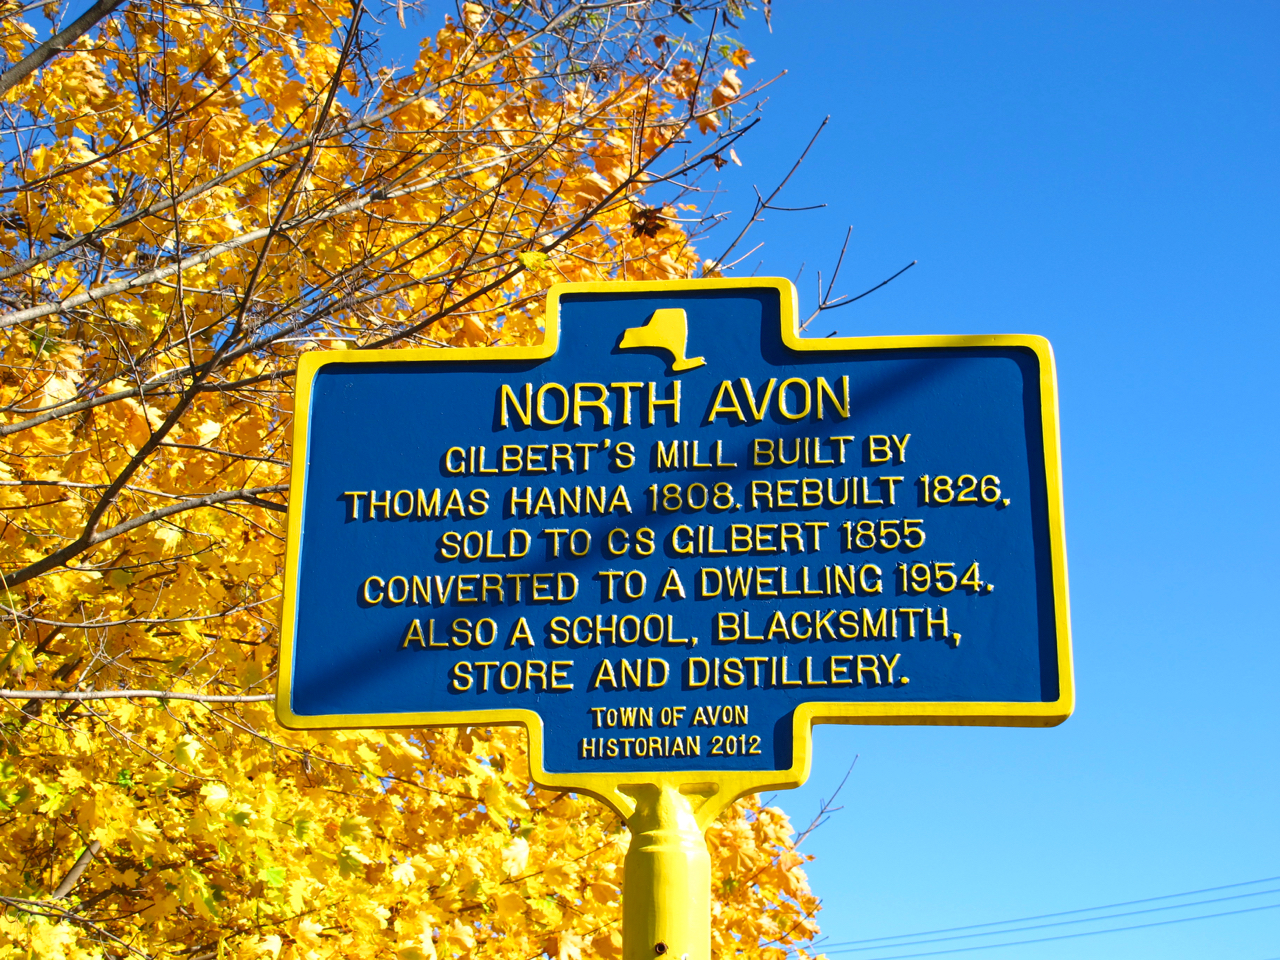 NORTH AVON
GILBERT'S MILL BUILT BY
THOMAS HANNA 1808. REBUILT 1826,
SOLD TO CS GILBERT 1855
CONVERTED TO A DWELLING 1954.
ALSO A SCHOOL, BLACKSMITH,
STORE AND DISTILLERY.
TOWN OF AVON
HISTORIAN 2012